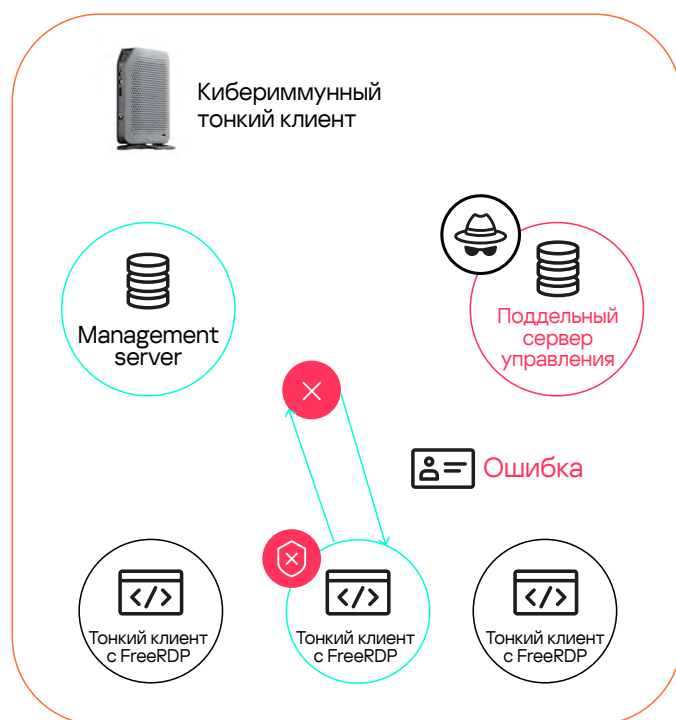 Кибериммунный
тонкий клиент
Management
server
Поддельный
сервер
управления
Ошибка
Тонкий клиент
с FreeRDP
Тонкий клиент
с FreeRDP
Тонкий клиент
с FreeRDP